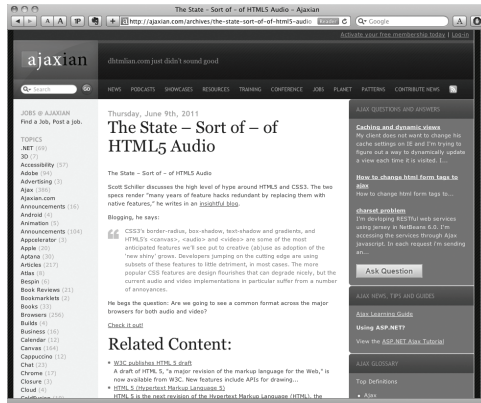 The State – Sort of – of HTML5 Audio – Ajaxian
A A 1P + http://ajaxian.com/archives/the-state-sort-of-of-html5-audio Reader Google A
Activate your free membership today | Log-in
ajaxian
dhtmlian.com just didn't sound good
Search GO
NEWS PODCASTS SHOWCASES RESOURCES TRAINING CONFERENCE JOBS PLANET PATTERNS CONTRIBUTE NEWS
JOBS @ AJAXIAN
Find a Job, Post a job.
TOPICS
.NET (68)
3D (7)
Accessibility (57)
Adobe (94)
Advertising (3)
Ajax (386)
Ajaxian.com
Announcements (16)
Android (4)
Animation (3)
Announcements (104)
Appcelerator (3)
Apple (20)
Aptana (30)
Articles (217)
Atlas (8)
Bespin (6)
Book Reviews (21)
Bookmarklets (2)
Books (33)
Browsers (256)
Builds (4)
Business (16)
Calendar (12)
Canvas (184)
Cappuccino (12)
Chat (23)
Chrome (17)
Closure (3)
Cloud (4)
Thursday, June 9th, 2011
The State – Sort of – of
HTML5 Audio
The State – Sort of – of HTML5 Audio
Scott Schiller discusses the high level of hype around HTML5 and CSS3. The two
specs render "many years of feature hacks redundant by replacing them with
native features," he writes in an insightful blog.
Blogging, he says:
CSS3's border-radius, box-shadow, text-shadow and gradients, and
HTML5's <canvas>, <audio> and <video> are some of the most
anticipated features we'll see put to creative (ab)use as adoption of the
'new shiny' grows. Developers jumping on the cutting edge are using
subsets of these features to little detriment, in most cases. The more
popular CSS features are design flourishes that can degrade nicely, but the
current audio and video implementations in particular suffer from a number
of annoyances.
He begs the question: Are we going to see a common format across the major
browsers for both audio and video?
Check it out!
Related Content:
W3C publishes HTML 5 draft
A draft of HTML 5, "a major revision of the markup language for the Web," is
now available from W3C. New features include APIs for drawing...
HTML 5 (Hypertext Markup Language 5)
HTML 5 is the next revision of the Hypertext Markup Language (HTML), the
AJAX QUESTIONS AND ANSWERS
Caching and dynamic views
My client does not want to change his
cache settings on IE and I'm trying to
figure out a way to dynamically update
a view each time it is visited. I...
How to change html form tags to
ajax
How to change html form tags to...
charset problem
I'm devloping RESTful web services
using jersey in NetBeans 6.0. I'm
accessing the services through Ajax
javascript. In each request I'm sending
an...
Ask Question
AJAX NEWS, TIPS AND GUIDES
Ajax Learning Guide
Using ASP.NET?
View the ASP.NET Ajax Tutorial
AJAX GLOSSARY
Top Definitions
Ajax